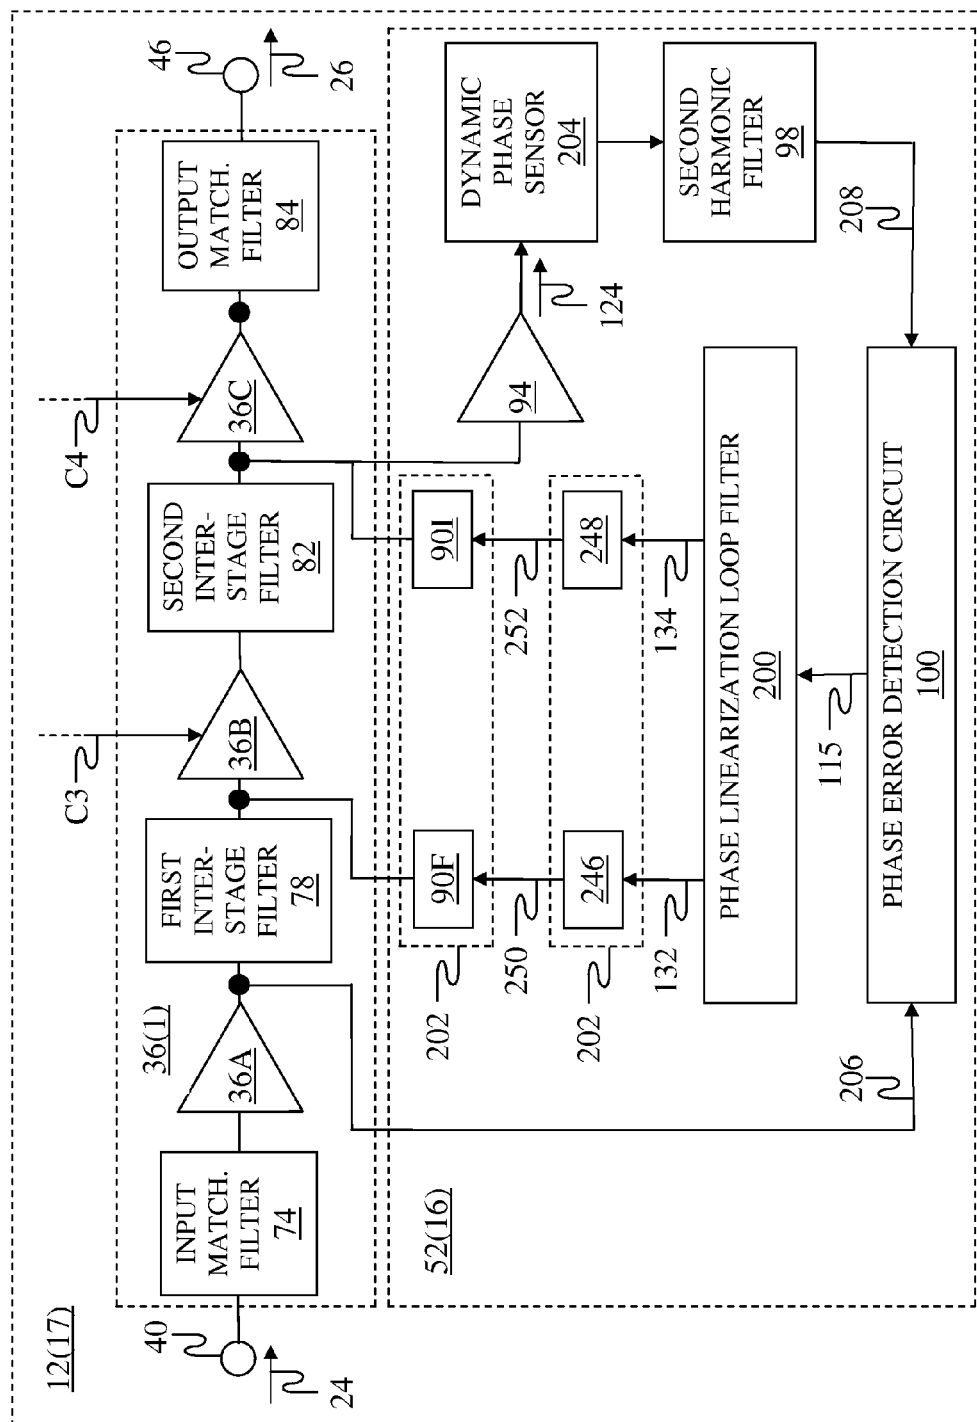 12(17)
40
24
INPUT
MATCH.
FILTER
74
36(1)
36A
FIRST
INTER-
STAGE
FILTER
78
C3
36B
SECOND
INTER-
STAGE
FILTER
82
C4
36C
OUTPUT
MATCH.
FILTER
84
46
26
52(16)
202
90F
90I
250
252
202
246
248
132
134
94
124
DYNAMIC
PHASE
SENSOR
204
SECOND
HARMONIC
FILTER
98
208
PHASE LINEARIZATION LOOP FILTER
200
115
206
PHASE ERROR DETECTION CIRCUIT
100